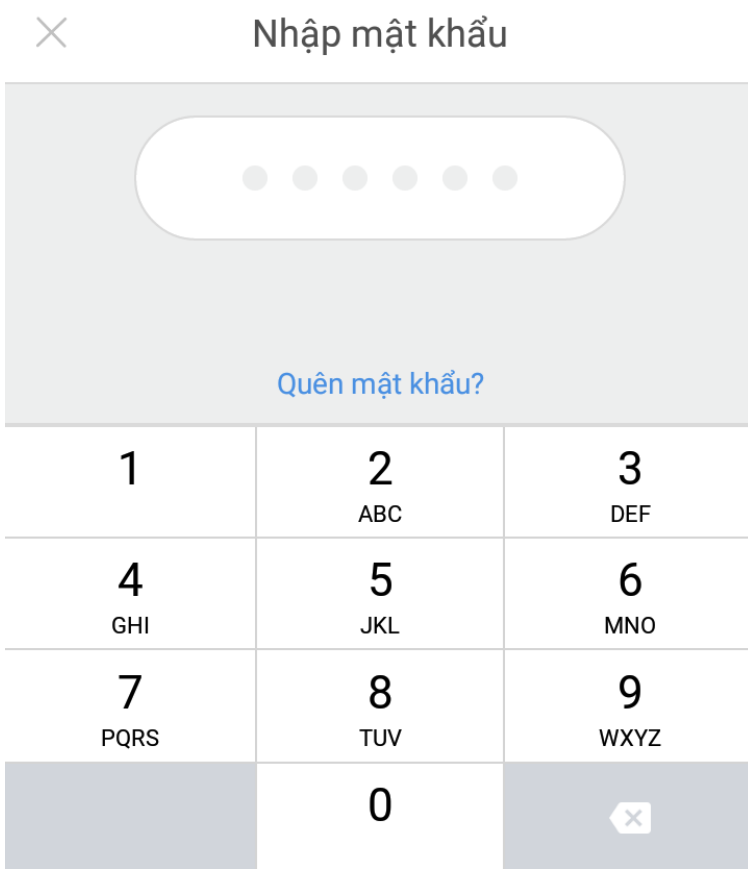 Nhập mật khẩu
Quên mật khẩu?
1 2 3
ABC DEF
4 5 6
GHI JKL MNO
7 8 9
PQRS TUV WXYZ
0